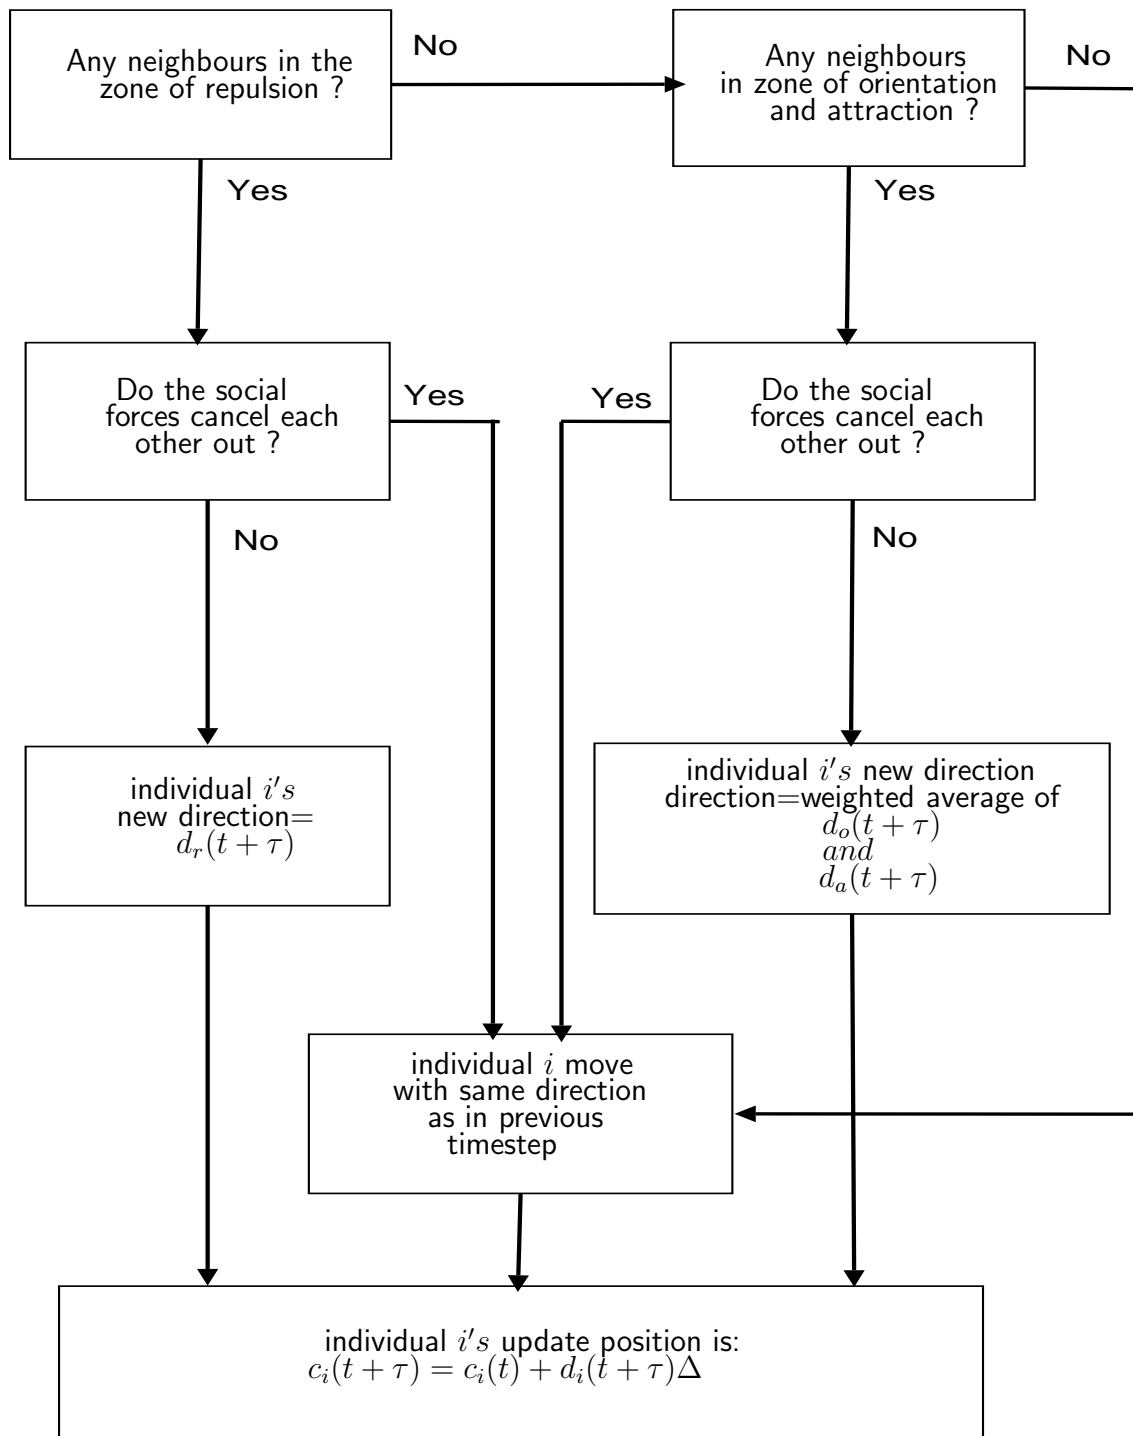 Any neighbours in the
zone of repulsion ?
No
Any neighbours
in zone of orientation
and attraction ?
No
Yes
Yes
Do the social
forces cancel each
other out ?
Yes
Yes
Do the social
forces cancel each
other out ?
No
No
individual i's
new direction=
d_r(t + τ)
individual i's new direction
direction=weighted average of
d_o(t + τ)
and
d_a(t + τ)
individual i move
with same direction
as in previous
timestep
individual i's update position is:
c_i(t + τ) = c_i(t) + d_i(t + τ)Δ